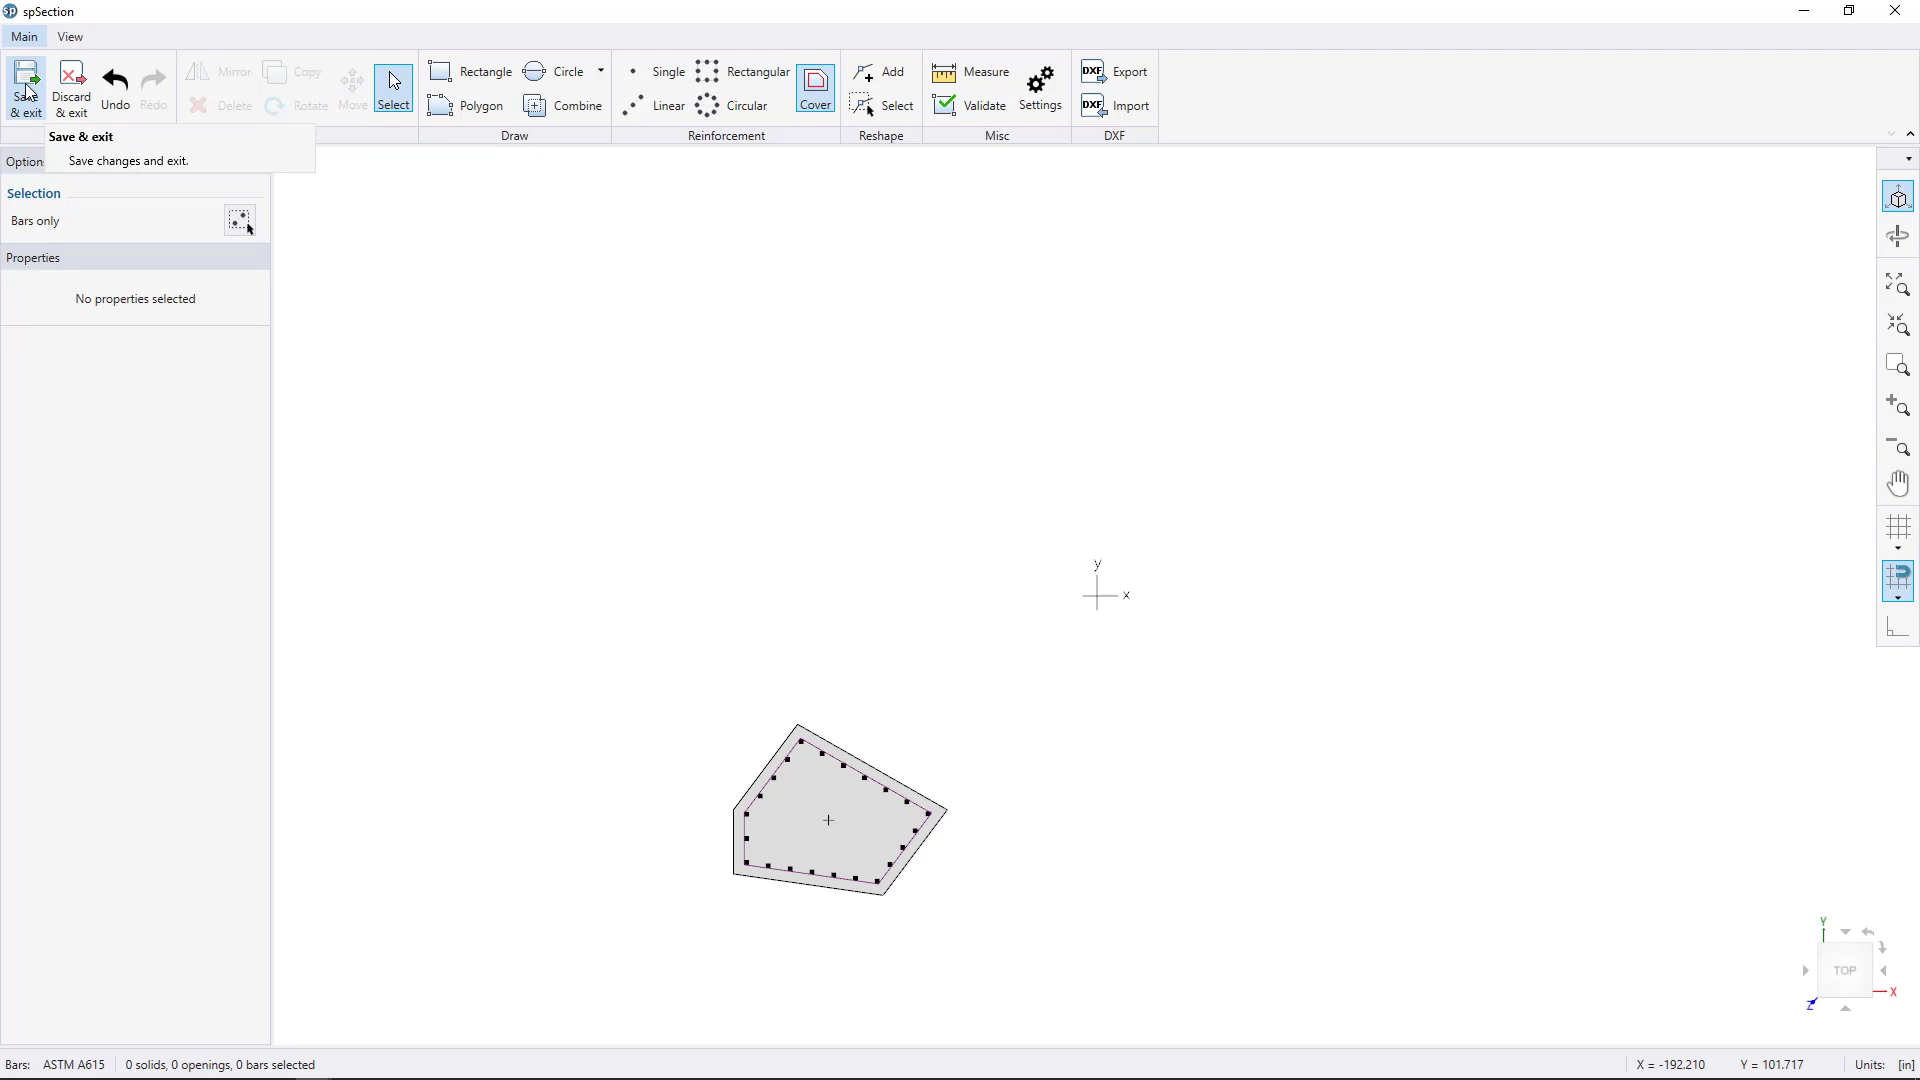 sp spSection
Main View
Save & exit Discard & exit Undo Redo Mirror Copy Delete Rotate Move Select
Rectangle Circle Polygon Combine
Single Rectangular Linear Circular Cover
Add Select
Measure Validate Settings
DXF Export DXF Import
Draw Reinforcement Reshape Misc DXF
Save & exit
Save changes and exit.
Option
Selection
Bars only
Properties
No properties selected
y
x
Y
TOP
X
Z
Bars: ASTM A615 0 solids, 0 openings, 0 bars selected X = -192.210 Y = 101.717 Units: [in]